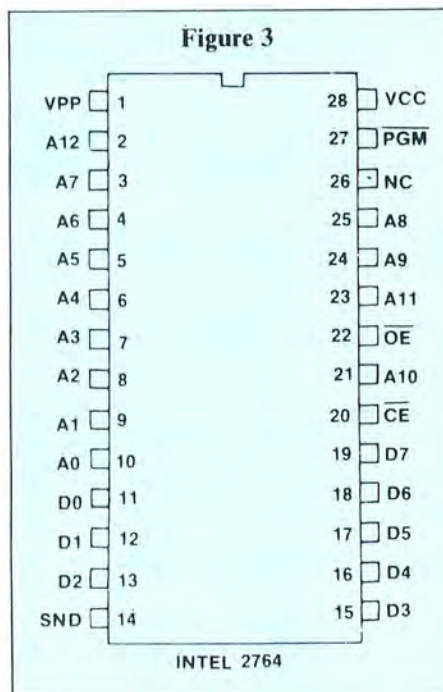 Figure 3
VPP 1 28 VCC
A12 2 27 PGM
A7 3 26 NC
A6 4 25 A8
A5 5 24 A9
A4 6 23 A11
A3 7 22 OE
A2 8 21 A10
A1 9 20 CE
A0 10 19 D7
D0 11 18 D6
D1 12 17 D5
D2 13 16 D4
SND 14 15 D3
INTEL 2764